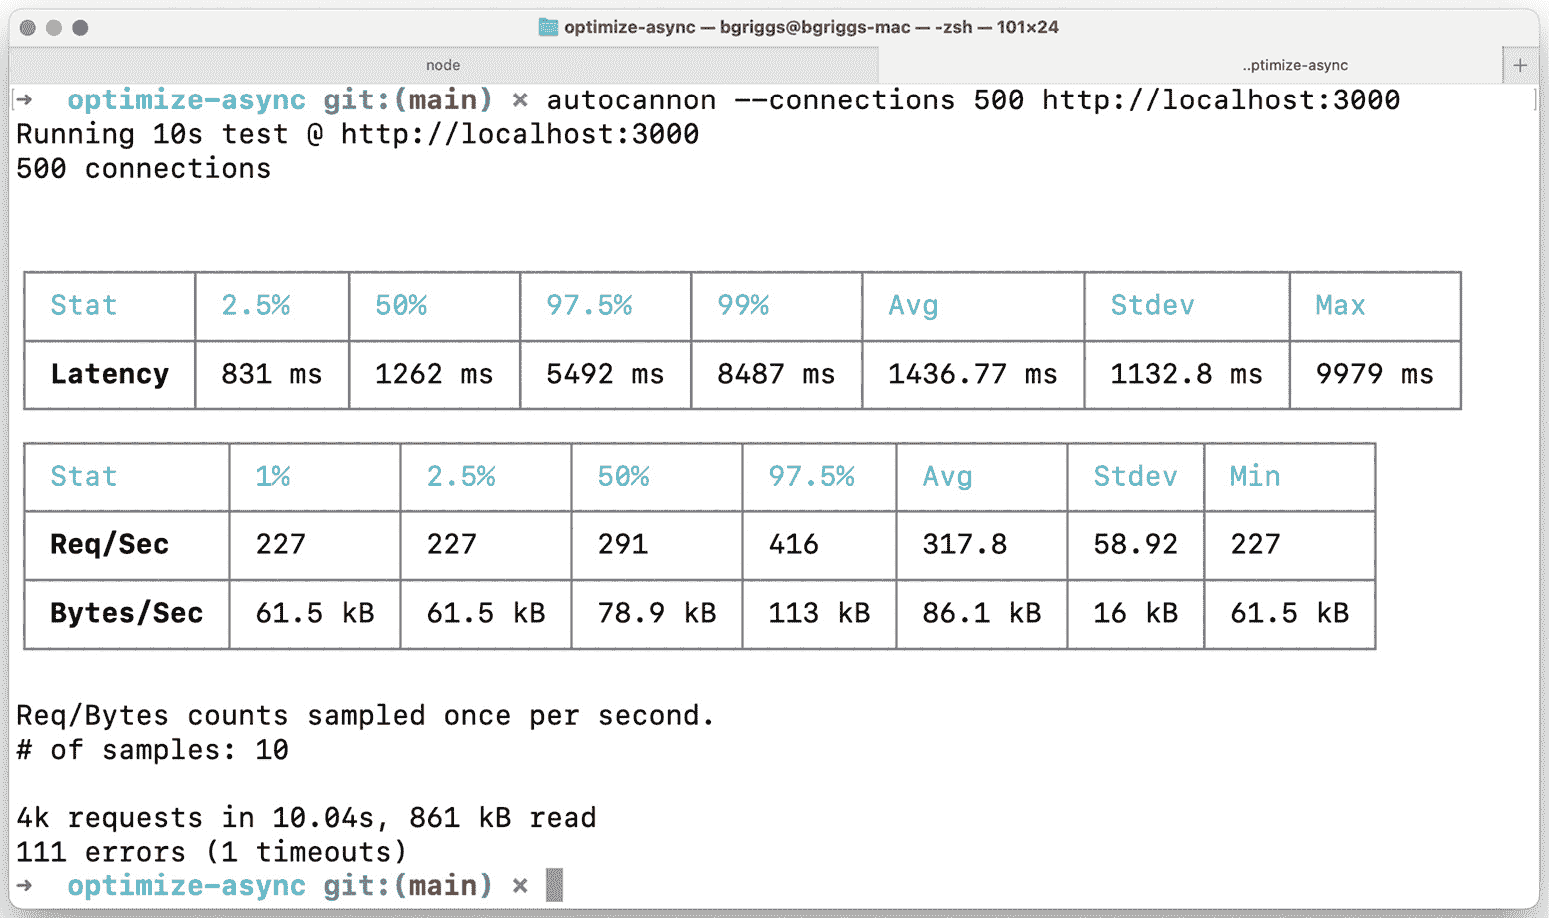 optimize-async — bgriggs@bgriggs-mac — -zsh — 101×24
node ..ptimize-async +
[➜ optimize-async git:(main) × autocannon --connections 500 http://localhost:3000 ]
Running 10s test @ http://localhost:3000
500 connections
Stat 2.5% 50% 97.5% 99% Avg Stdev Max
Latency 831 ms 1262 ms 5492 ms 8487 ms 1436.77 ms 1132.8 ms 9979 ms
Stat 1% 2.5% 50% 97.5% Avg Stdev Min
Req/Sec 227 227 291 416 317.8 58.92 227
Bytes/Sec 61.5 kB 61.5 kB 78.9 kB 113 kB 86.1 kB 16 kB 61.5 kB
Req/Bytes counts sampled once per second.
# of samples: 10
4k requests in 10.04s, 861 kB read
111 errors (1 timeouts)
➜ optimize-async git:(main) ×